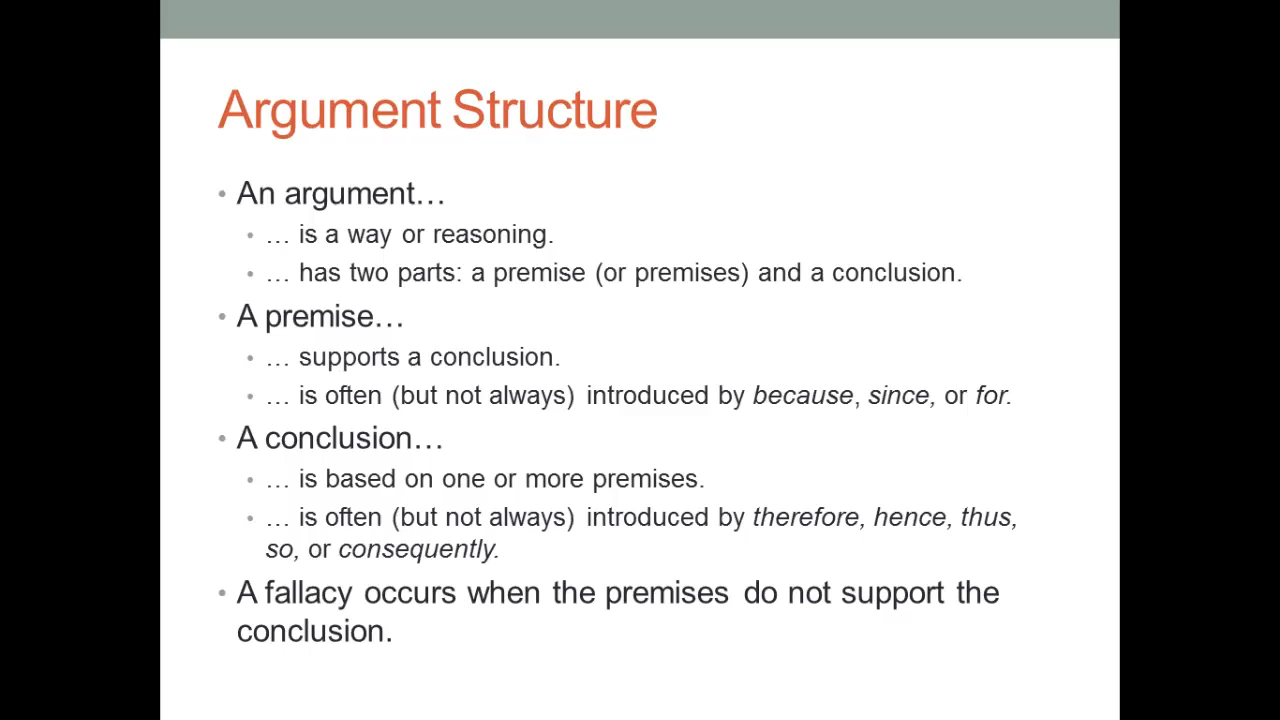 Argument Structure
• An argument…
• … is a way or reasoning.
• … has two parts: a premise (or premises) and a conclusion.
• A premise…
• … supports a conclusion.
• … is often (but not always) introduced by because, since, or for.
• A conclusion…
• … is based on one or more premises.
• … is often (but not always) introduced by therefore, hence, thus,
so, or consequently.
• A fallacy occurs when the premises do not support the
conclusion.